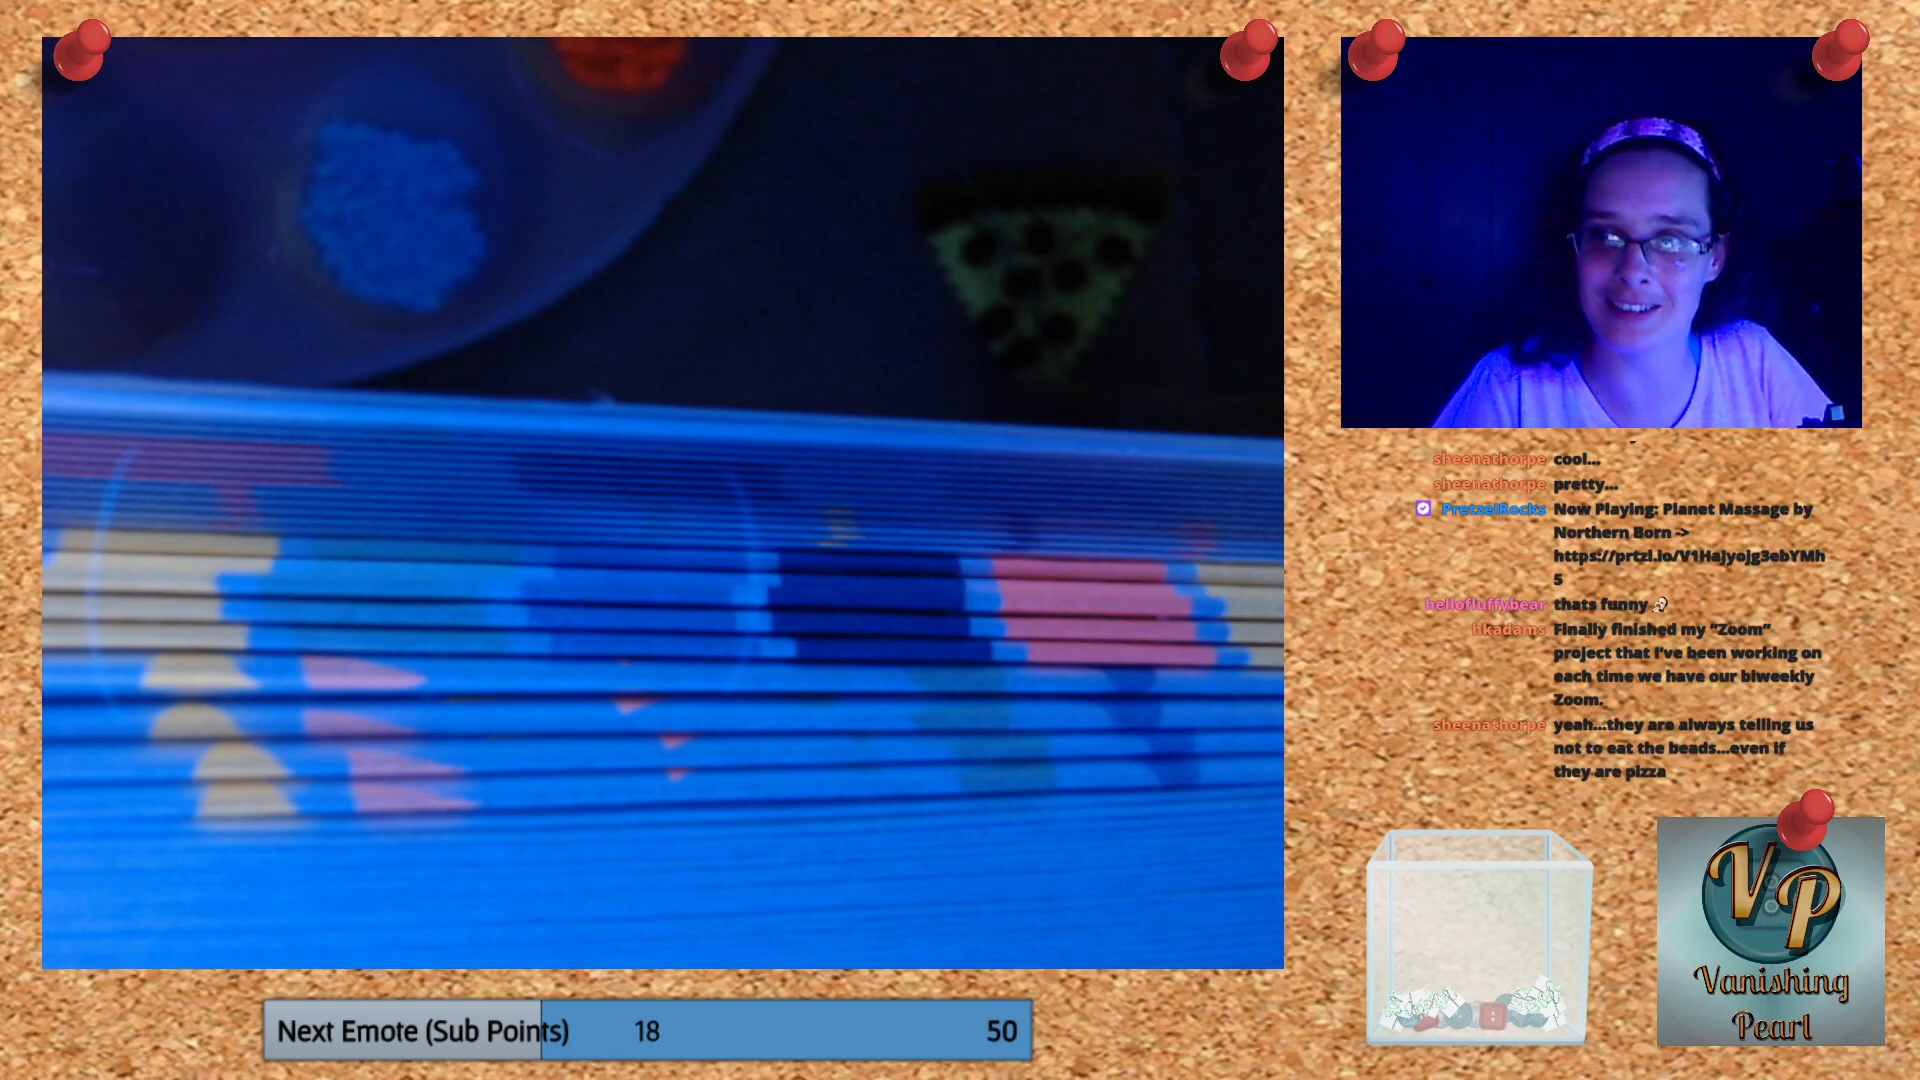 sheenathorpe cool...
sheenathorpe pretty...
PretzelRocks Now Playing: Planet Massage by
Northern Born ->
https://prtzl.io/V1HaJyojg3ebYMh
5
hellofluffybear thats funny
hkadams Finally finished my “Zoom”
project that I've been working on
each time we have our biweekly
Zoom.
sheenathorpe yeah...they are always telling us
not to eat the beads...even if
they are pizza
VP
Vanishing
Pearl
Next Emote (Sub Points) 18 50